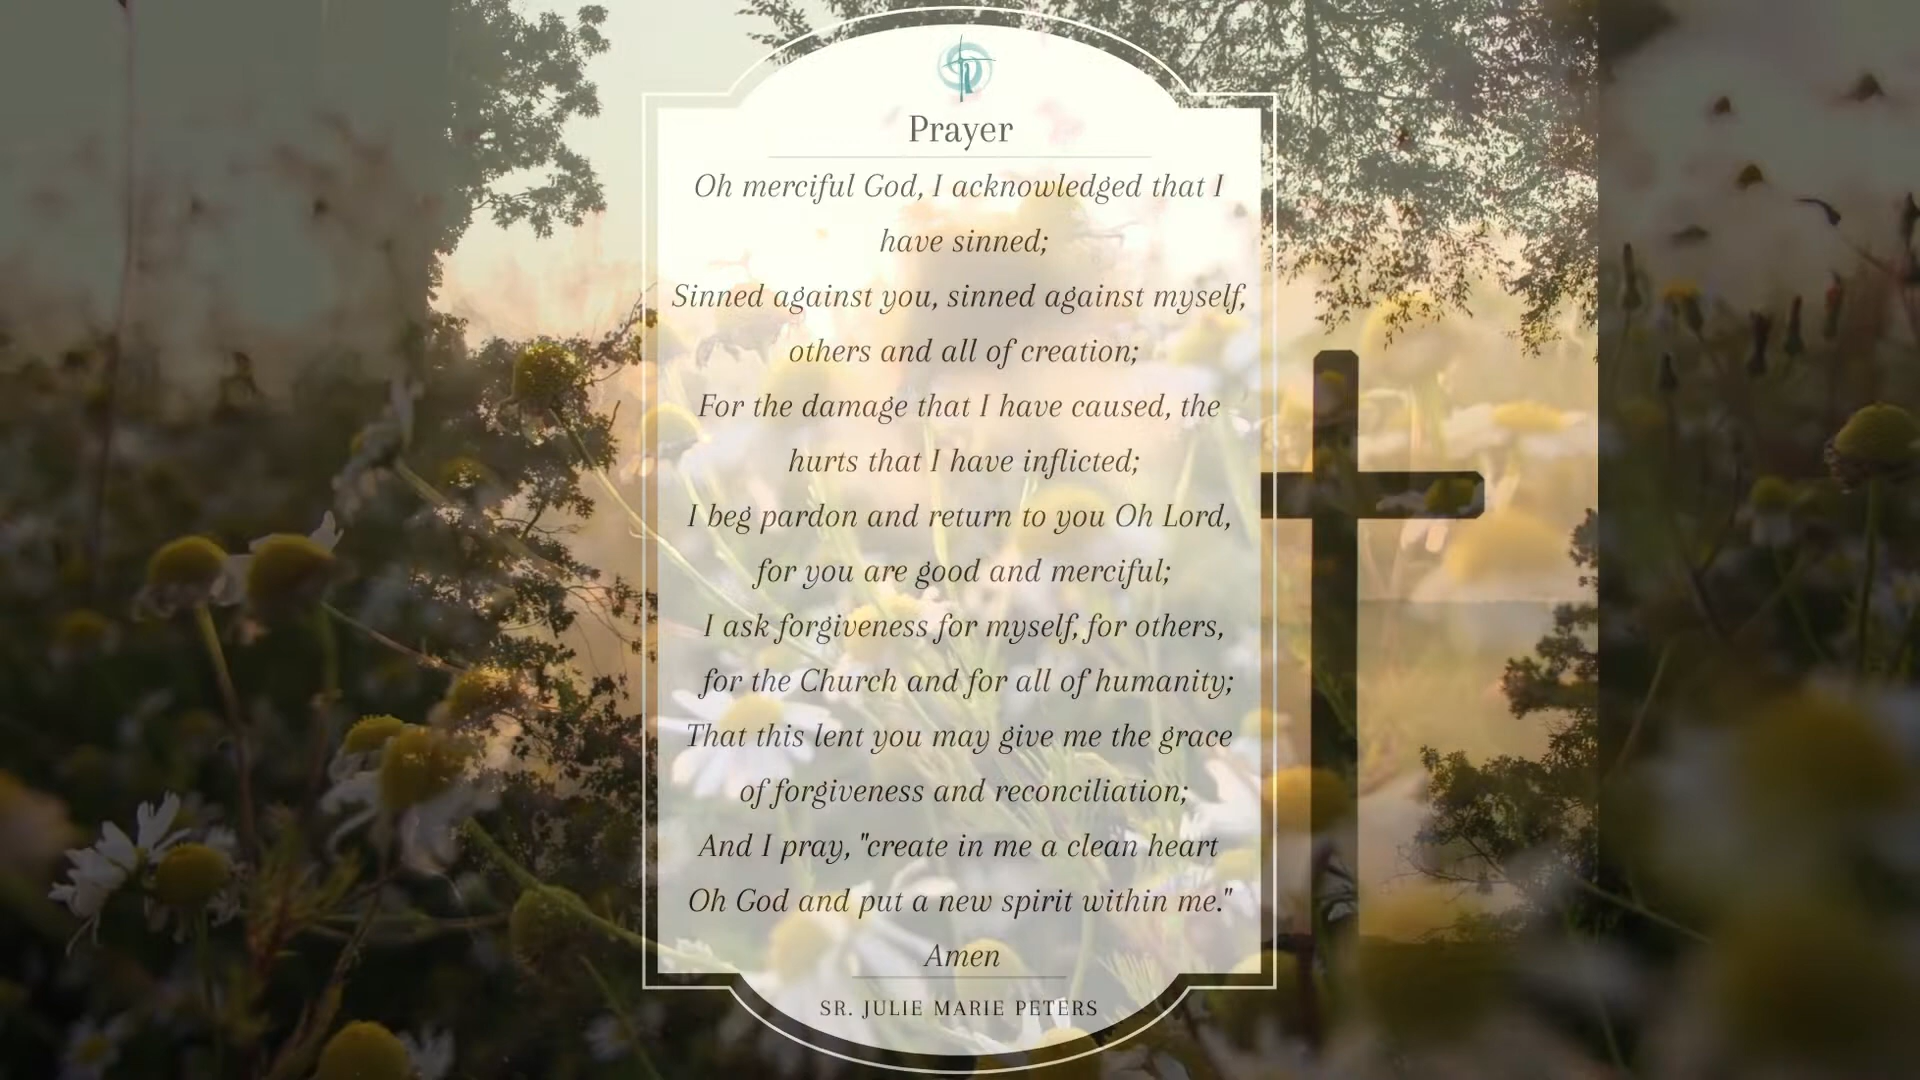 Prayer
Oh merciful God, I acknowledged that I
have sinned;
Sinned against you, sinned against myself,
others and all of creation;
For the damage that I have caused, the
hurts that I have inflicted;
I beg pardon and return to you Oh Lord,
for you are good and merciful;
I ask forgiveness for myself, for others,
for the Church and for all of humanity;
That this lent you may give me the grace
of forgiveness and reconciliation;
And I pray, "create in me a clean heart
Oh God and put a new spirit within me."
Amen
SR. JULIE MARIE PETERS